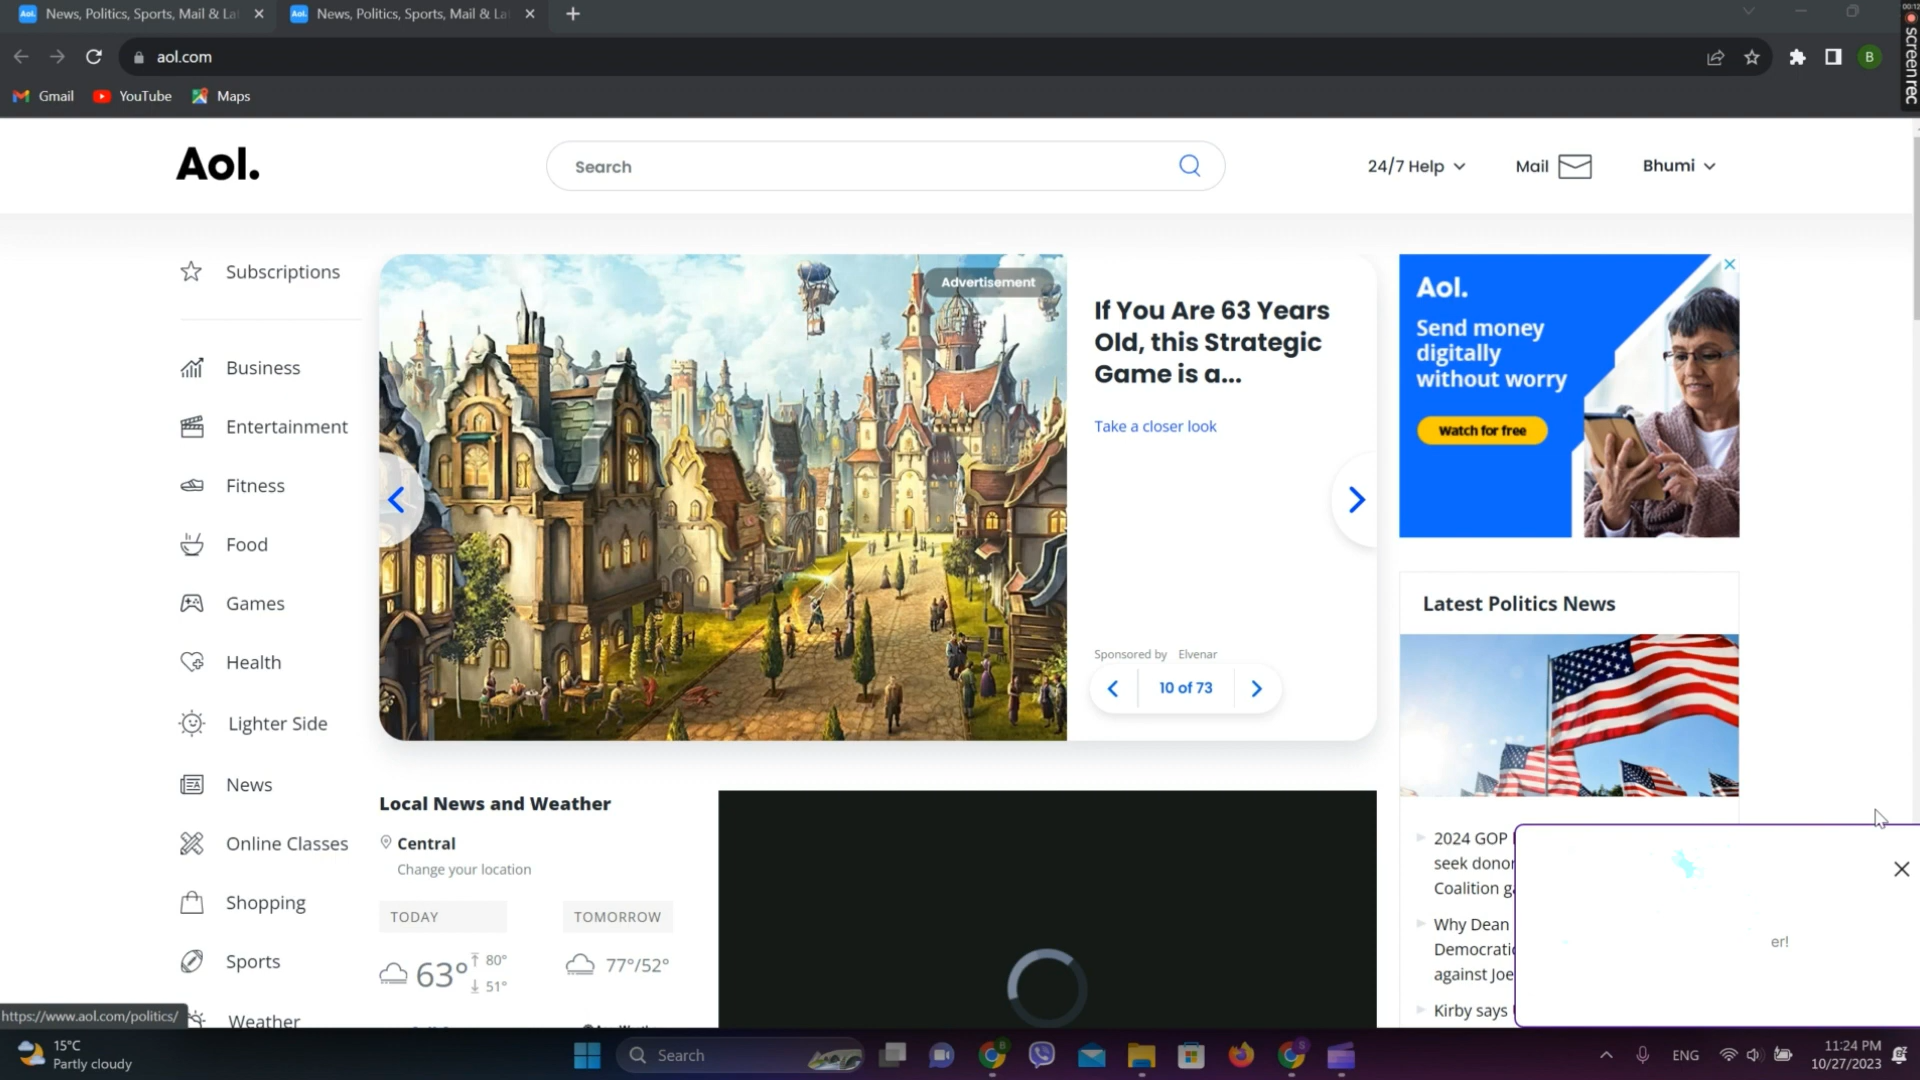 News, Politics, Sports, Mail & La
News, Politics, Sports, Mail & La
aol.com
B
Gmail
YouTube
Maps
screenrec
Aol.
Search
24/7 Help
Mail
Bhumi
Subscriptions
Business
Entertainment
Fitness
Food
Games
Health
Lighter Side
News
Online Classes
Shopping
Sports
Weather
Advertisement
If You Are 63 Years
Old, this Strategic
Game is a...
Take a closer look
Sponsored by Elvenar
10 of 73
Aol.
Send money
digitally
without worry
Watch for free
Latest Politics News
2024 GOP
seek donor
Coalition g
Why Dean
Democrati
against Joe
Kirby says
er!
Local News and Weather
Central
Change your location
TODAY
63° 80°
51°
TOMORROW
77°/52°
https://www.aol.com/politics/
15°C
Partly cloudy
Search
ENG
11:24 PM
10/27/2023